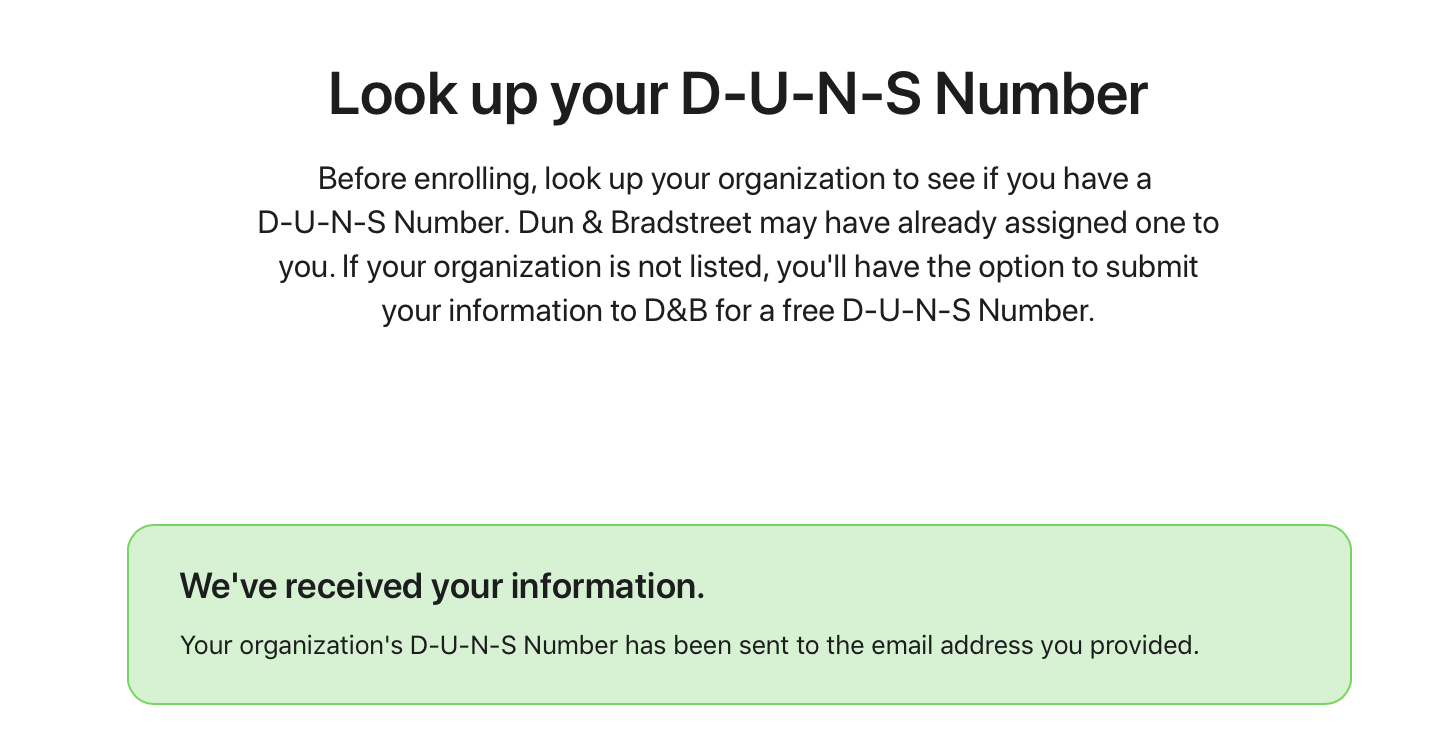 Look up your D-U-N-S Number
Before enrolling, look up your organization to see if you have a
D-U-N-S Number. Dun & Bradstreet may have already assigned one to
you. If your organization is not listed, you'll have the option to submit
your information to D&B for a free D-U-N-S Number.
We've received your information.
Your organization's D-U-N-S Number has been sent to the email address you provided.